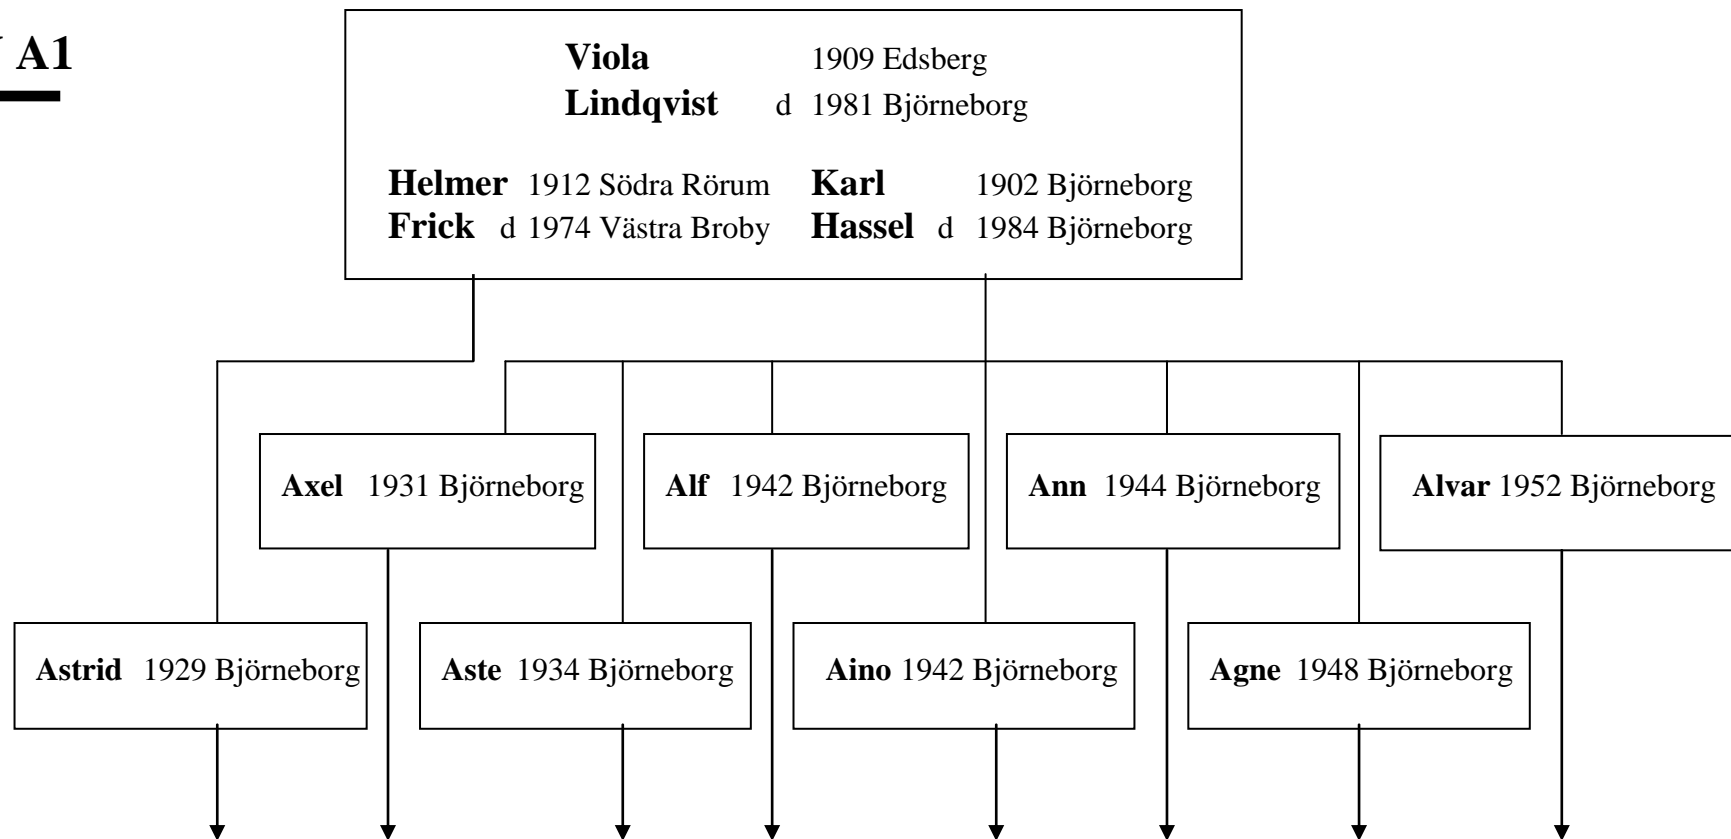 A1
Viola 1909 Edsberg
Lindqvist d 1981 Björneborg
Helmer 1912 Södra Rörum Karl 1902 Björneborg
Frick d 1974 Västra Broby Hassel d 1984 Björneborg
Axel 1931 Björneborg
Alf 1942 Björneborg
Ann 1944 Björneborg
Alvar 1952 Björneborg
Astrid 1929 Björneborg
Aste 1934 Björneborg
Aino 1942 Björneborg
Agne 1948 Björneborg